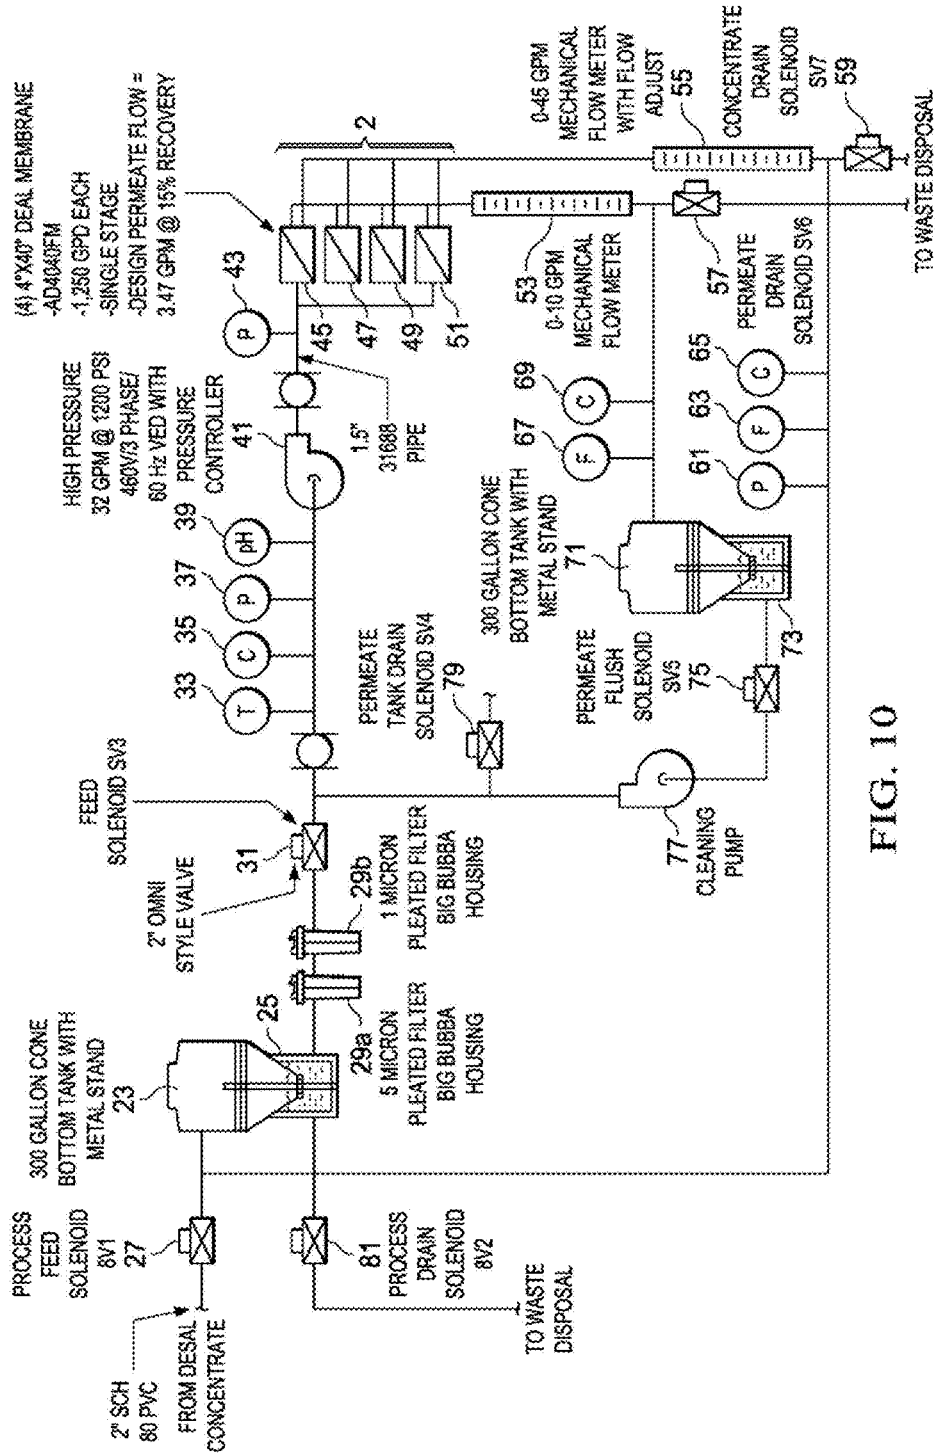 2" SCH
80 PVC
FROM DESAL
CONCENTRATE
PROCESS
FEED
SOLENOID
8V1
27
300 GALLON CONE
BOTTOM TANK WITH
METAL STAND
23
25
2" OMNI
STYLE VALVE
FEED
SOLENOID SV3
31
33
T
35
C
37
P
39
pH
HIGH PRESSURE
32 GPM @ 1200 PSI
460V/3 PHASE/
60 Hz VED WITH
PRESSURE
CONTROLLER
41
43
P
(4) 4"X40" DEAL MEMBRANE
-AD4040FM
-1,250 GPD EACH
-SINGLE STAGE
-DESIGN PERMEATE FLOW =
3.47 GPM @ 15% RECOVERY
2
45
47
49
51
1.5"
31688
PIPE
81
PROCESS
DRAIN
SOLENOID
8V2
TO WASTE
DISPOSAL
29a
5 MICRON
PLEATED FILTER
BIG BUBBA
HOUSING
29b
1 MICRON
PLEATED FILTER
BIG BUBBA
HOUSING
PERMEATE
TANK DRAIN
SOLENOID SV4
79
300 GALLON CONE
BOTTOM TANK WITH
METAL STAND
71
73
67
F
69
C
53
0-10 GPM
MECHANICAL
FLOW METER
0-45 GPM
MECHANICAL
FLOW METER
WITH FLOW
ADJUST
55
77
CLEANING
PUMP
PERMEATE
FLUSH
SOLENOID
SV5
75
61
P
63
F
65
C
57
PERMEATE
DRAIN
SOLENOID SV6
CONCENTRATE
DRAIN
SOLENOID
SV7
59
TO WASTE DISPOSAL
FIG. 10